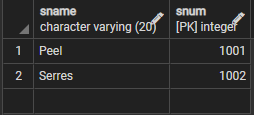 sname snum
character varying (20) [PK] integer
1 Peel 1001
2 Serres 1002